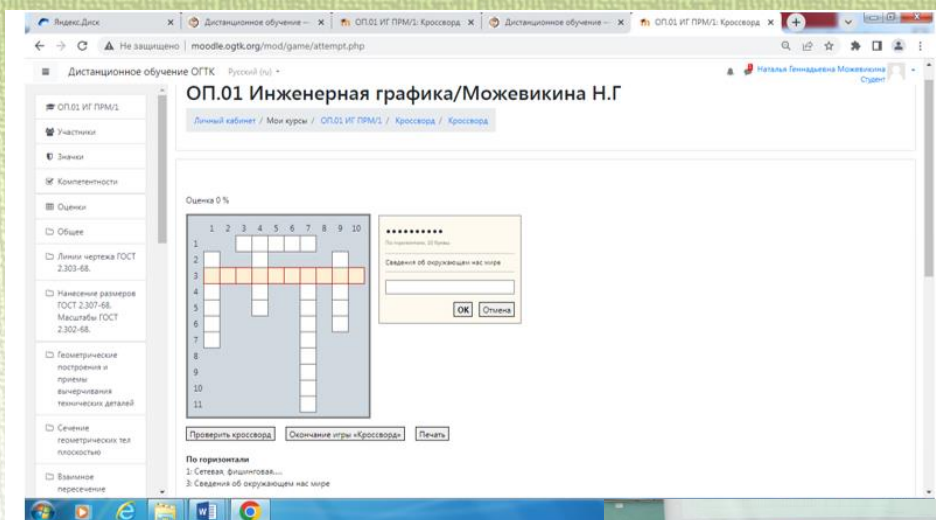 Яндекс.Диск
Дистанционное обучение —
ОП.01 ИГ ПРМ/1: Кроссворд
Дистанционное обучение —
ОП.01 ИГ ПРМ/1: Кроссворд
Не защищено | moodle.ogtk.org/mod/game/attempt.php
Дистанционное обучение ОГТК Русский (ru)
Наталья Геннадьевна Можевикина
Студент
ОП.01 ИГ ПРМ/1
Участники
Значки
Компетентности
Оценки
Общее
Линии чертежа ГОСТ
2.303-68.
Нанесение размеров
ГОСТ 2.307-68.
Масштабы ГОСТ
2.302-68.
Геометрические
построения и
приемы
вычерчивания
технических деталей
Сечение
геометрических тел
плоскостью
Взаимное
пересечение
ОП.01 Инженерная графика/Можевикина Н.Г
Личный кабинет / Мои курсы / ОП.01 ИГ ПРМ/1 / Кроссворд / Кроссворд
Оценка 0 %
1 2 3 4 5 6 7 8 9 10
1
2
3
4
5
6
7
8
9
10
11
По горизонтали, 10 буквы
Сведения об окружающем нас мире
OK Отмена
Проверить кроссворд Окончание игры «Кроссворд» Печать
По горизонтали
1: Сетевая, фишинговая.....
3: Сведения об окружающем нас мире